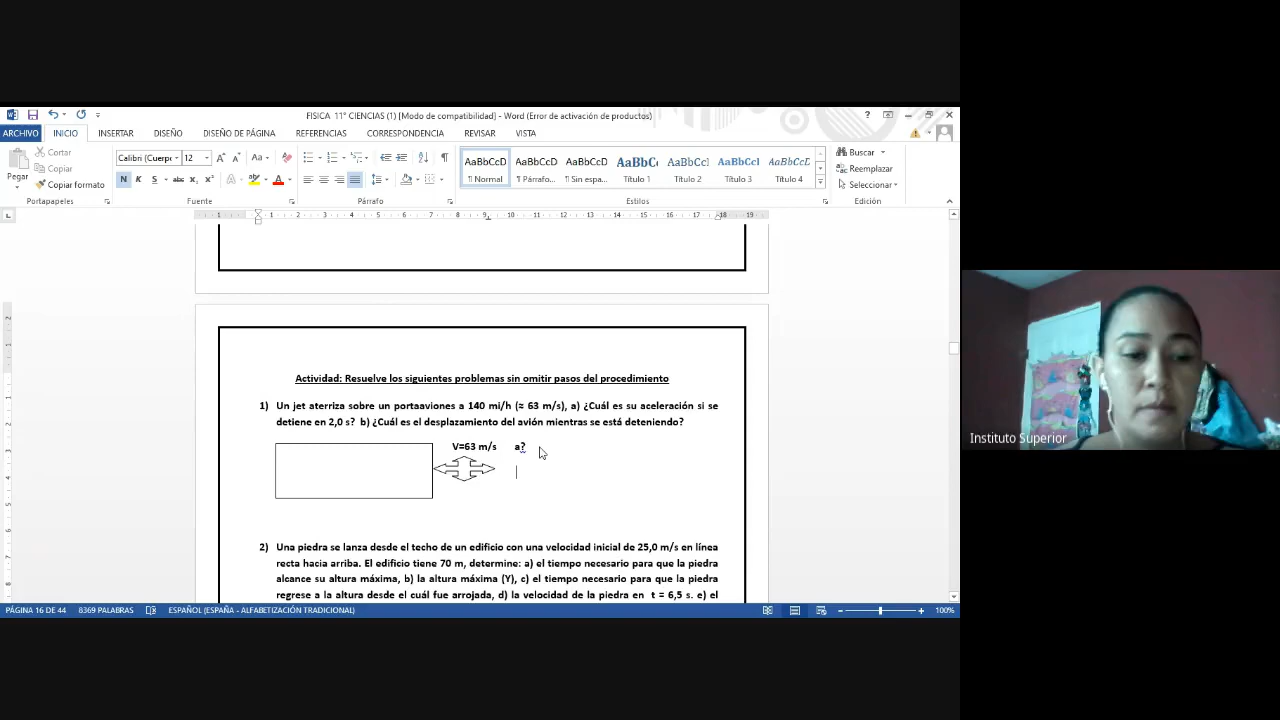 FISICA 11° CIENCIAS (1) [Modo de compatibilidad] - Word (Error de activación de productos)
ARCHIVO INICIO INSERTAR DISEÑO DISEÑO DE PÁGINA REFERENCIAS CORRESPONDENCIA REVISAR VISTA
Pegar
Cortar
Copiar
Copiar formato
Portapapeles
Calibri (Cuerp 12
N K S abc x₂ x²
Fuente
Párrafo
AaBbCcD AaBbCcD AaBbCcD AaBbC AaBbCcI AaBbCcI AaBbCcL
¶ Normal ¶ Párrafo... ¶ Sin espa... Título 1 Título 2 Título 3 Título 4
Estilos
Buscar
Reemplazar
Seleccionar
Edición
Actividad: Resuelve los siguientes problemas sin omitir pasos del procedimiento
1) Un jet aterriza sobre un portaaviones a 140 mi/h (≈ 63 m/s), a) ¿Cuál es su aceleración si se
detiene en 2,0 s? b) ¿Cuál es el desplazamiento del avión mientras se está deteniendo?
V=63 m/s a?
2) Una piedra se lanza desde el techo de un edificio con una velocidad inicial de 25,0 m/s en línea
recta hacia arriba. El edificio tiene 70 m, determine: a) el tiempo necesario para que la piedra
alcance su altura máxima, b) la altura máxima (Y), c) el tiempo necesario para que la piedra
regrese a la altura desde el cuál fue arrojada, d) la velocidad de la piedra en t = 6,5 s. e) el
PÁGINA 16 DE 44 8369 PALABRAS ESPAÑOL (ESPAÑA - ALFABETIZACIÓN TRADICIONAL) 100%
Instituto Superior